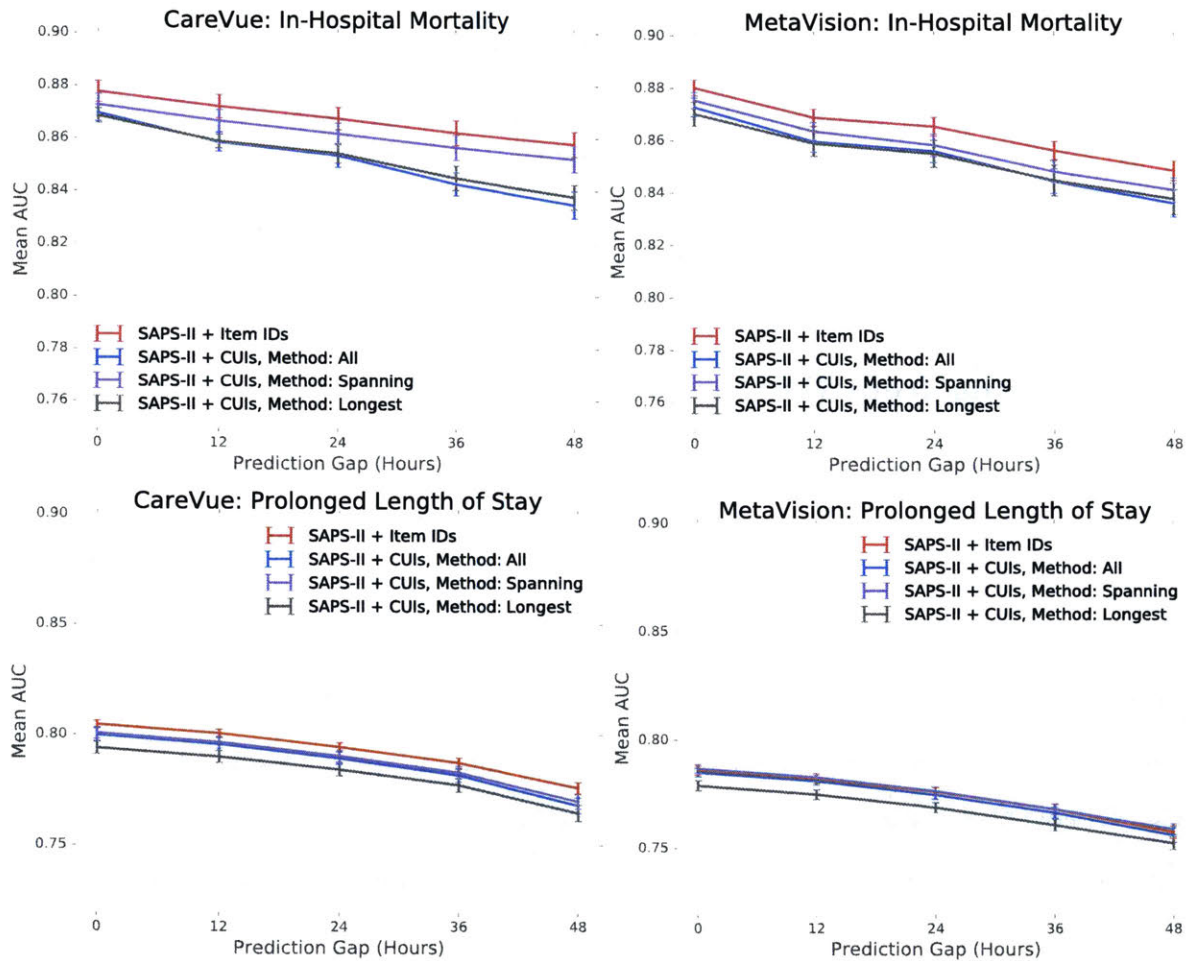 CareVue: In-Hospital Mortality
0.90
0.88
0.86
0.84
0.82
0.80
0.78
0.76
Mean AUC
SAPS-II + Item IDs
SAPS-II + CUIs, Method: All
SAPS-II + CUIs, Method: Spanning
SAPS-II + CUIs, Method: Longest
0 12 24 36 48
Prediction Gap (Hours)
MetaVision: In-Hospital Mortality
0.90
0.88
0.86
0.84
0.82
0.80
0.78
0.76
Mean AUC
SAPS-II + Item IDs
SAPS-II + CUIs, Method: All
SAPS-II + CUIs, Method: Spanning
SAPS-II + CUIs, Method: Longest
0 12 24 36 48
Prediction Gap (Hours)
CareVue: Prolonged Length of Stay
0.90
0.85
0.80
0.75
Mean AUC
SAPS-II + Item IDs
SAPS-II + CUIs, Method: All
SAPS-II + CUIs, Method: Spanning
SAPS-II + CUIs, Method: Longest
0 12 24 36 48
Prediction Gap (Hours)
MetaVision: Prolonged Length of Stay
0.90
0.85
0.80
0.75
Mean AUC
SAPS-II + Item IDs
SAPS-II + CUIs, Method: All
SAPS-II + CUIs, Method: Spanning
SAPS-II + CUIs, Method: Longest
0 12 24 36 48
Prediction Gap (Hours)